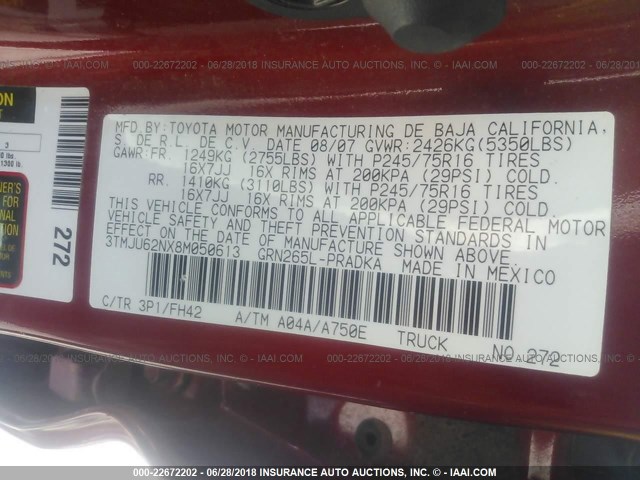 000-22672202 - 06/28/2018 INSURANCE AUTO AUCTIONS, INC. - IAAI.COM
ION
3
272
MFD.BY:TOYOTA MOTOR MANUFACTURING DE BAJA CALIFORNIA,
S. DE R.L. DE C.V. DATE 08/07 GVWR:2426KG(5350LBS)
GAWR:FR. 1249KG (2755LBS) WITH P245/75R16 TIRES
16X7JJ 16X RIMS AT 200KPA (29PSI) COLD.
RR. 1410KG (3110LBS) WITH P245/75R16 TIRES
16X7JJ 16X RIMS AT 200KPA (29PSI) COLD.
THIS VEHICLE CONFORMS TO ALL APPLICABLE FEDERAL MOTOR
VEHICLE SAFETY AND THEFT PREVENTION STANDARDS IN
EFFECT ON THE DATE OF MANUFACTURE SHOWN ABOVE.
3TMJU62NX8M050613 GRN265L-PRADKA MADE IN MEXICO
C/TR 3P1/FH42 A/TM A04A/A750E TRUCK NO.272
000-22672202 - 06/28/2018 INSURANCE AUTO AUCTIONS, INC. - IAAI.COM
000-22672202 - 06/28/2018 INSURANCE AUTO AUCTIONS, INC. - IAAI.COM